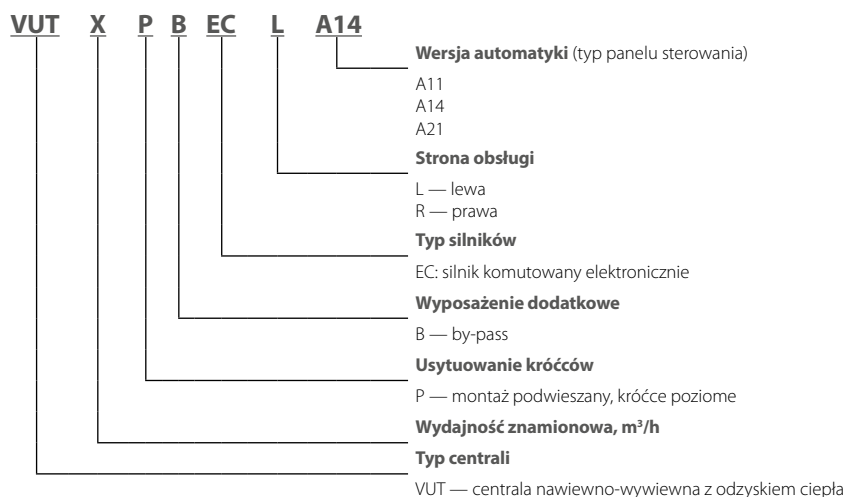 VUT X P B EC L A14
Wersja automatyki (typ panelu sterowania)
A11
A14
A21
Strona obsługi
L — lewa
R — prawa
Typ silników
EC: silnik komutowany elektronicznie
Wyposażenie dodatkowe
B — by-pass
Usytuowanie króćców
P — montaż podwieszany, króćce poziome
Wydajność znamionowa, m³/h
Typ centrali
VUT — centrala nawiewno-wywiewna z odzyskiem ciepła